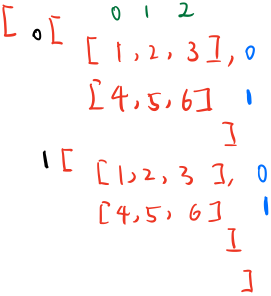 0 1 2
[ 0 [ [ 1 , 2 , 3 ] , 0
[ 4 , 5 , 6 ] 1
]
1 [ [ 1 , 2 , 3 ] , 0
[ 4 , 5 , 6 ] 1
]
]